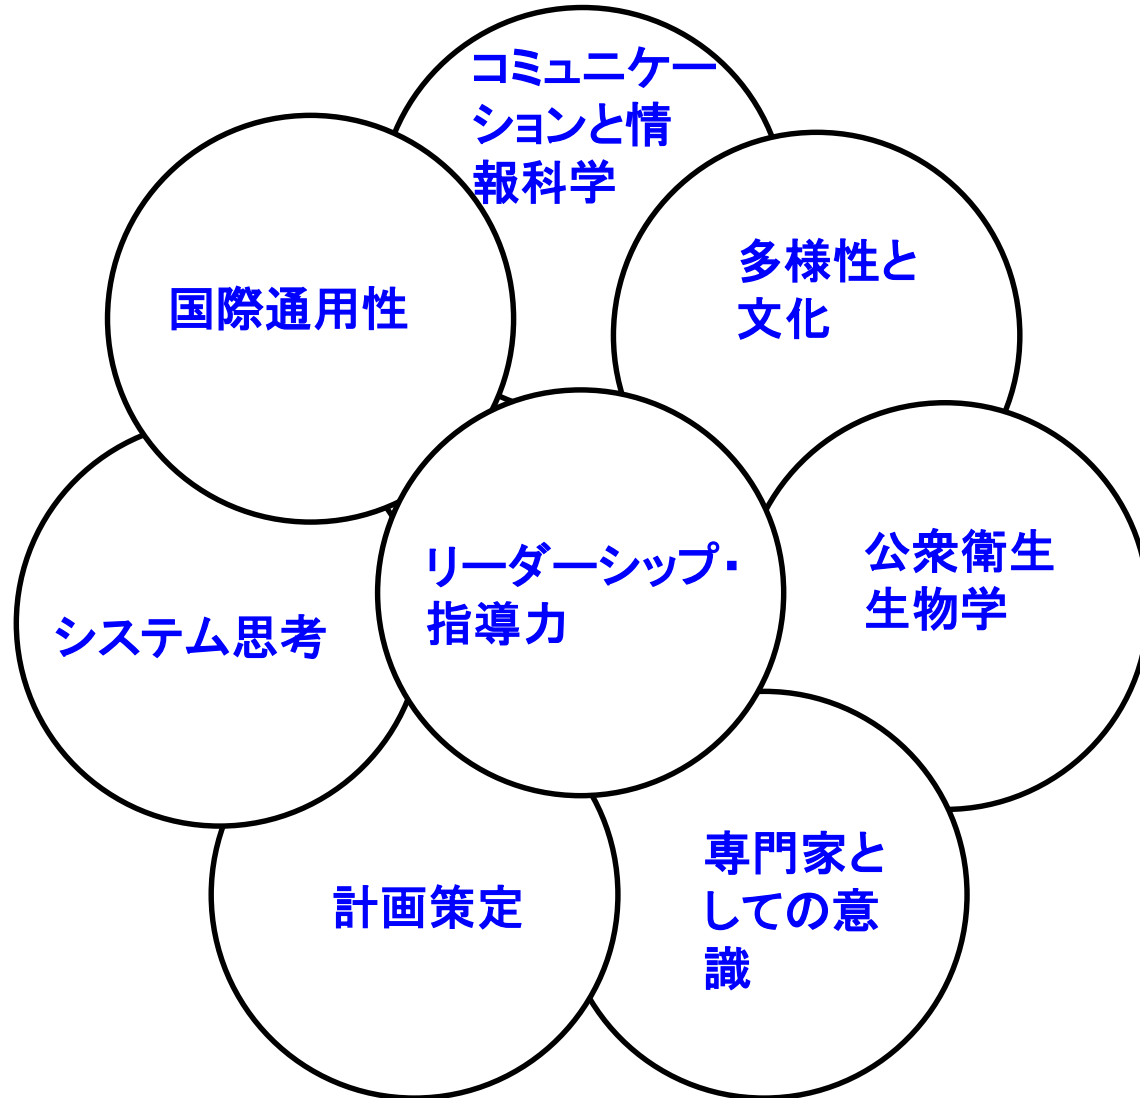 コミュニケー
ションと情
報科学
国際通用性
多様性と
文化
リーダーシップ・
指導力
公衆衛生
生物学
システム思考
計画策定
専門家と
しての意
識